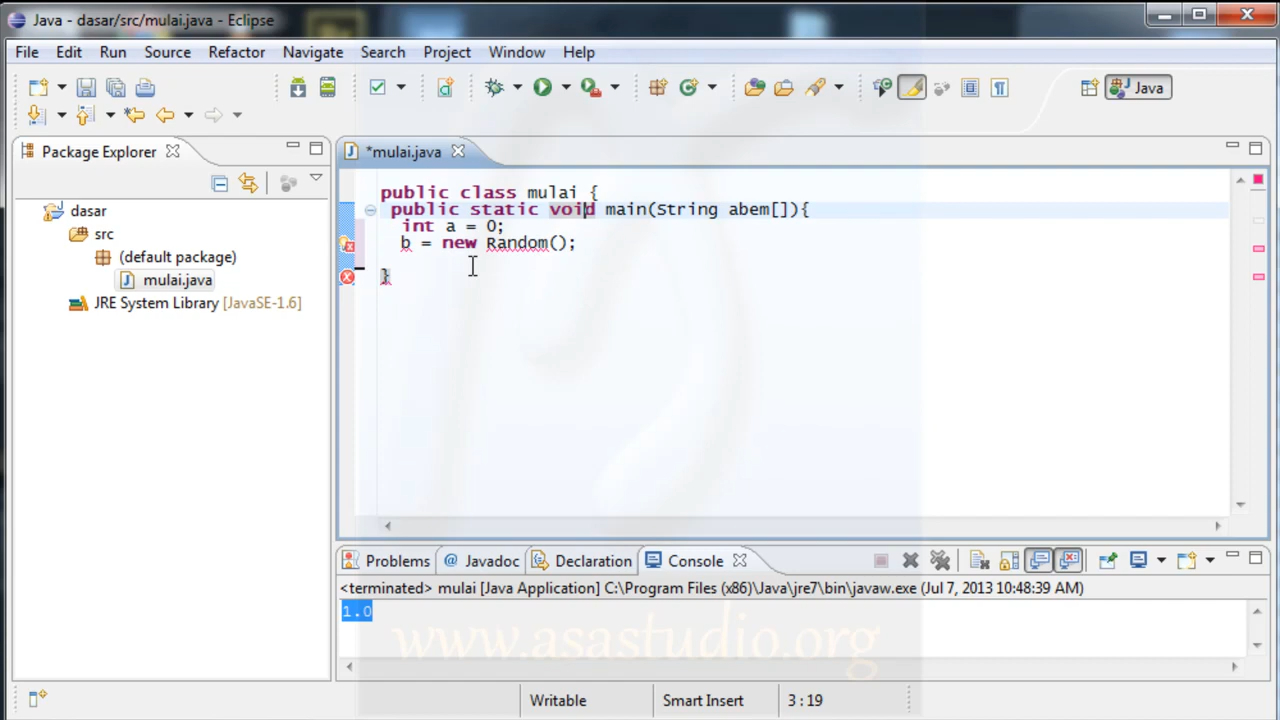 Java - dasar/src/mulai.java - Eclipse
File Edit Run Source Refactor Navigate Search Project Window Help
Java
Package Explorer
*mulai.java
dasar
src
(default package)
mulai.java
JRE System Library [JavaSE-1.6]
public class mulai {
public static void main(String abem[]){
int a = 0;
b = new Random();
}
Problems @ Javadoc Declaration Console
<terminated> mulai [Java Application] C:\Program Files (x86)\Java\jre7\bin\javaw.exe (Jul 7, 2013 10:48:39 AM)
1.0
www.asastudio.org
Writable Smart Insert 3:19